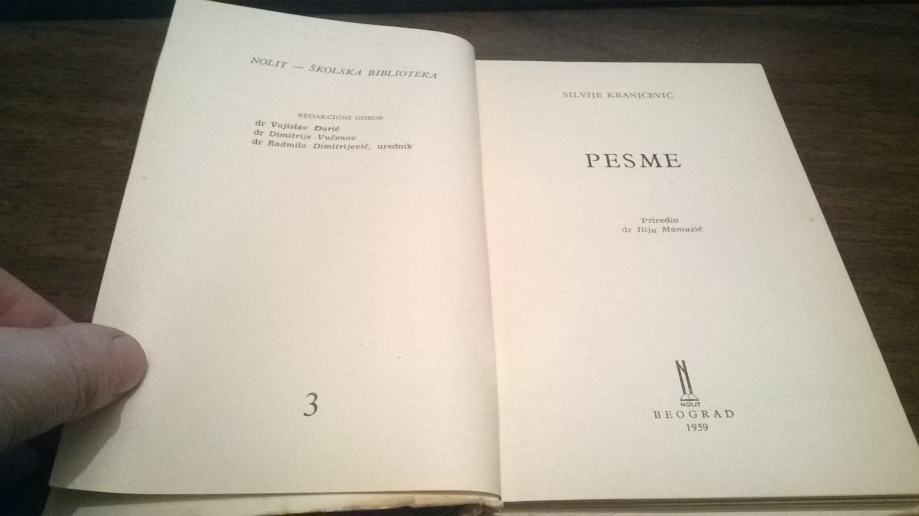 NOLIT — ŠKOLSKA BIBLIOTEKA
REDAKCIONI ODBOR
dr Vojislav Đurić
dr Dimitrije Vučenov
dr Radmilo Dimitrijević, urednik
3
SILVIJE KRANJČEVIĆ
PESME
Priredio
dr Ilija Mamuzić
NOLIT
BEOGRAD
1959